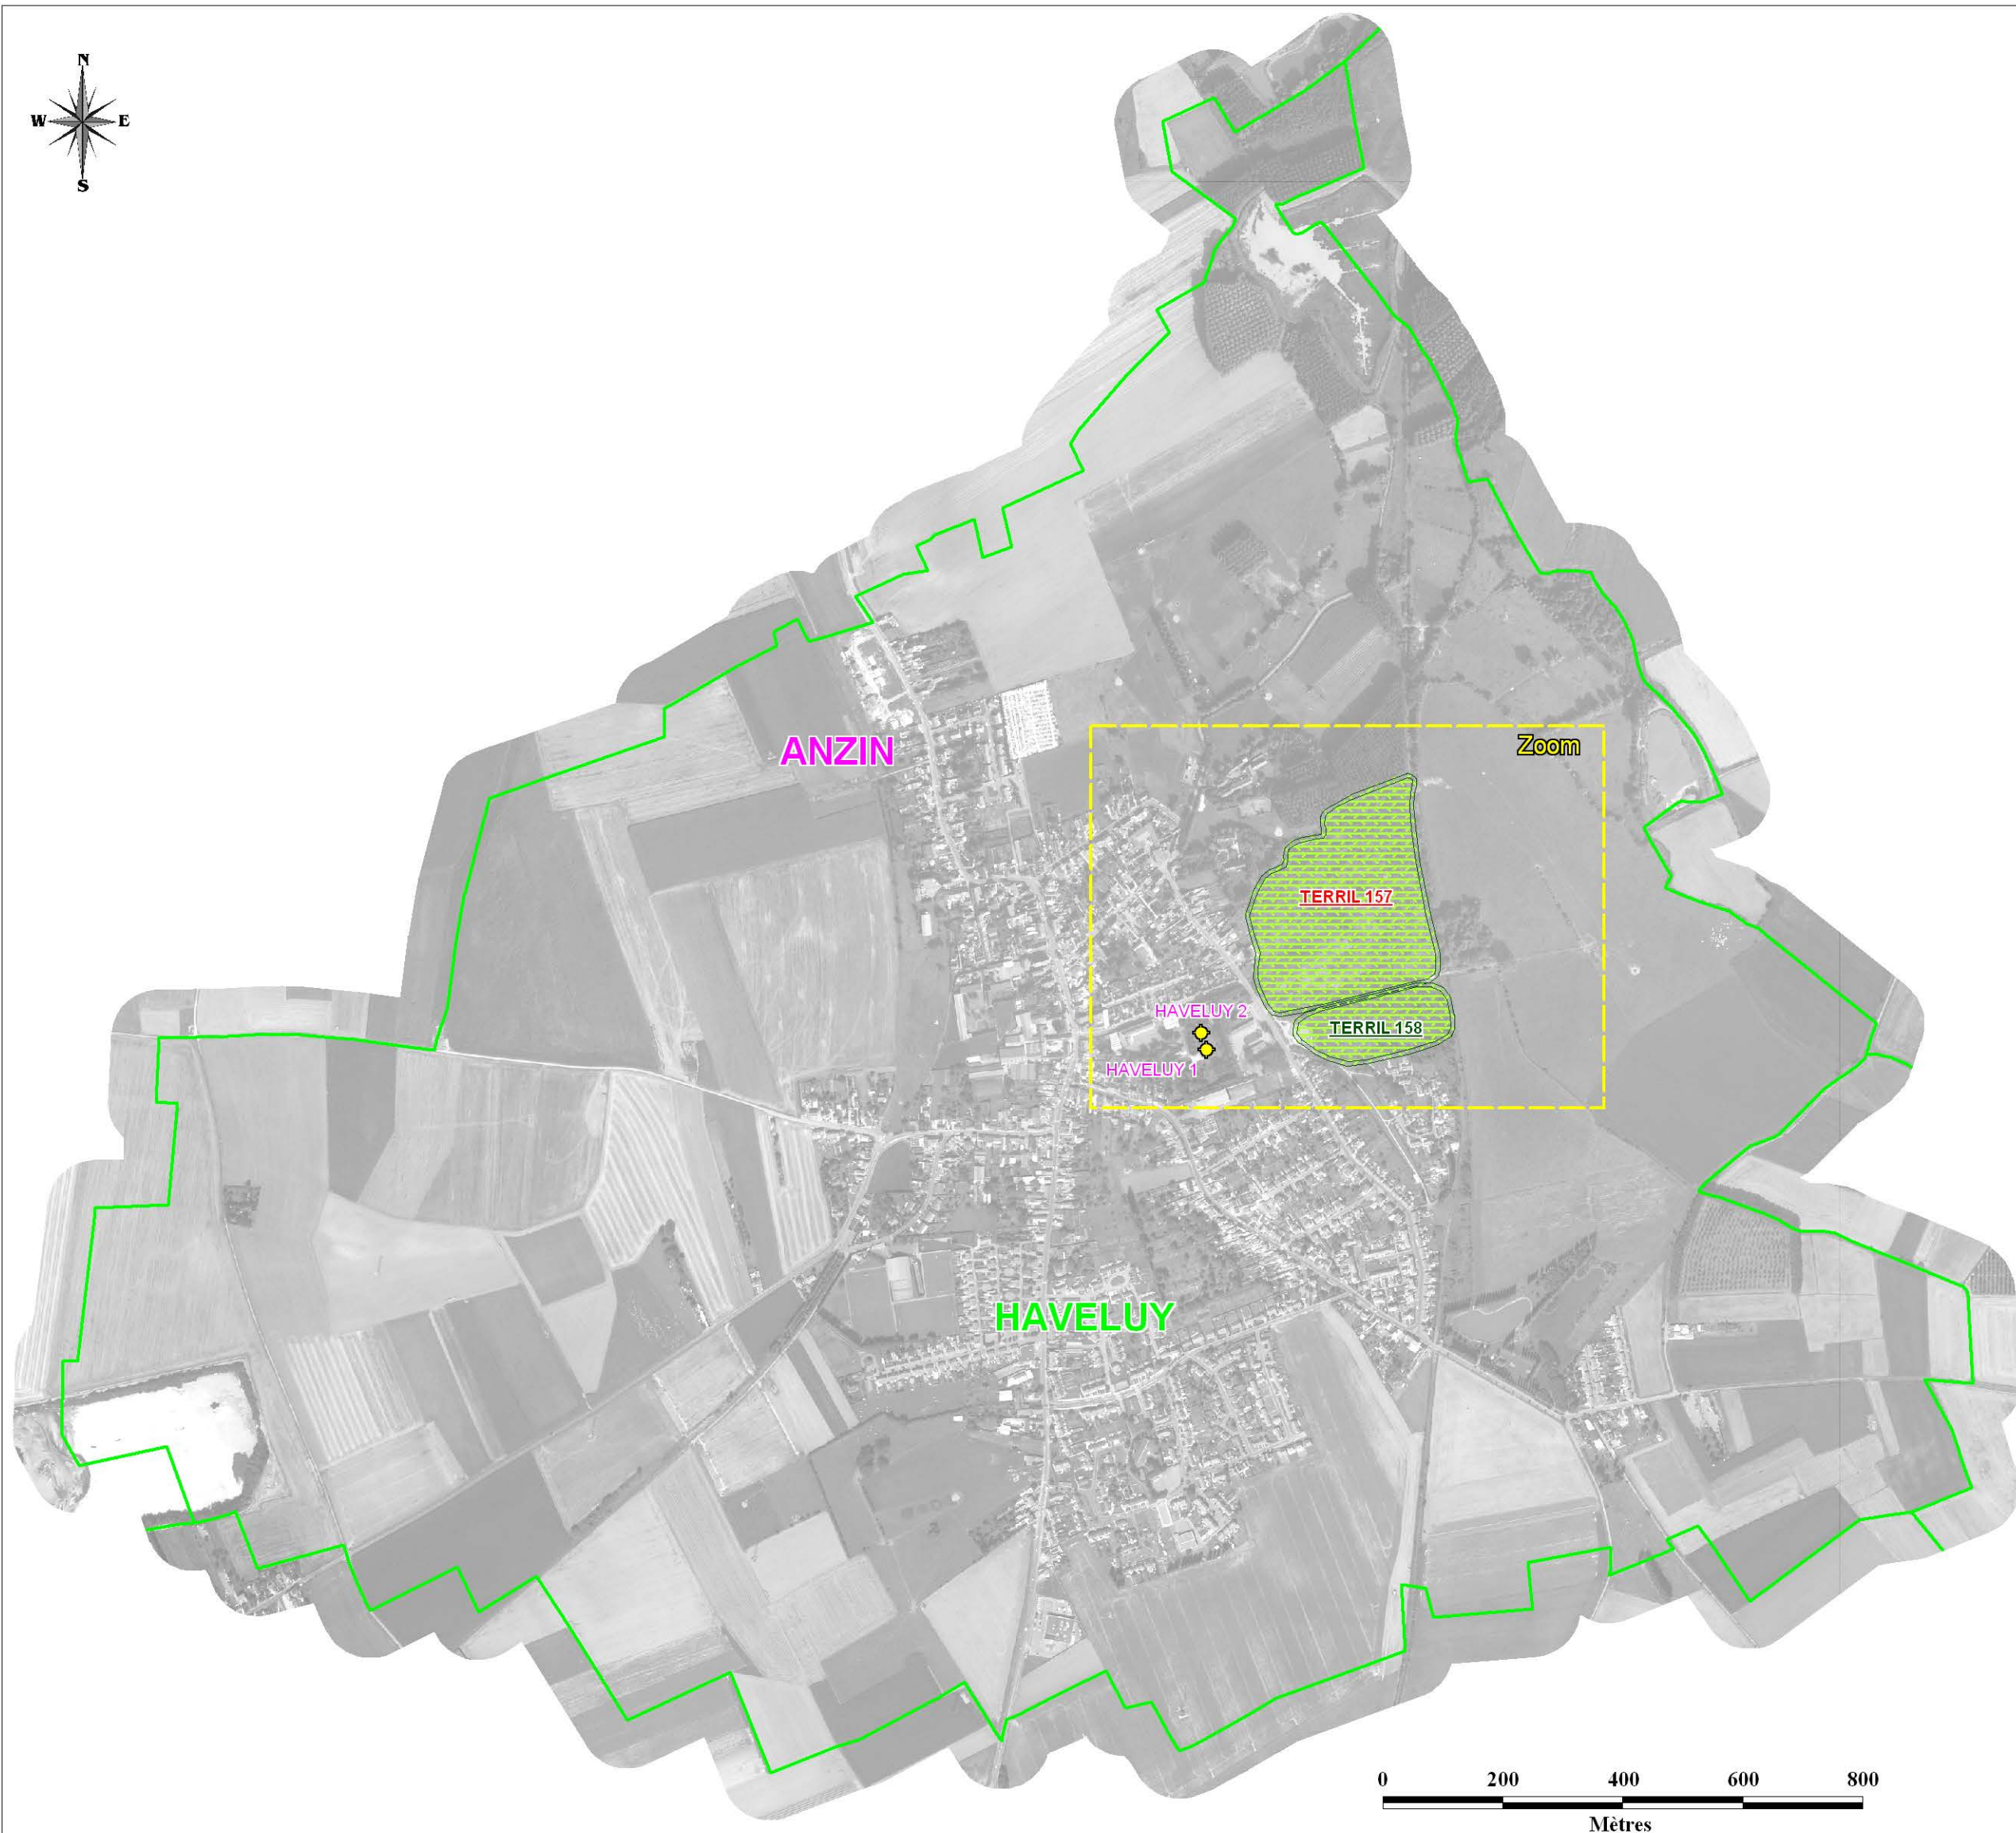 N
W E
S
ANZIN
Zoom
TERRIL 157
HAVELUY 2
TERRIL 158
HAVELUY 1
HAVELUY
0 200 400 600 800
Mètres